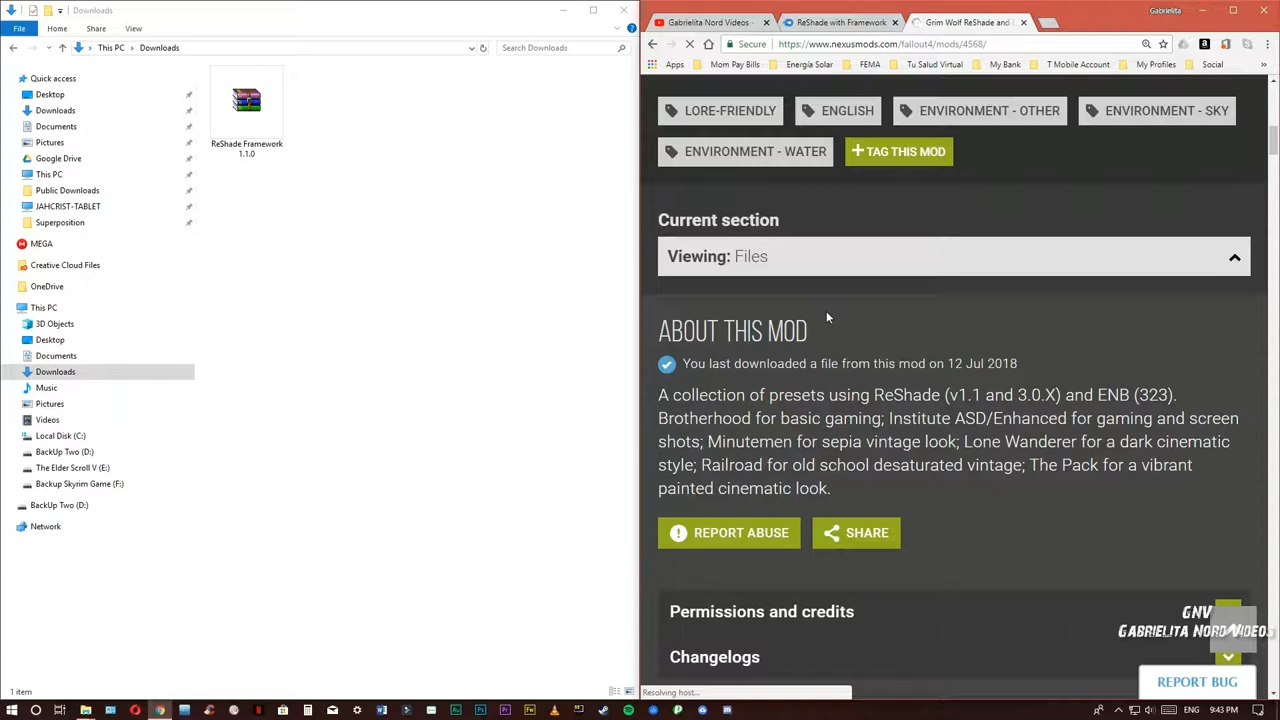 Downloads
File
Home
Share
View
This PC
Downloads
Search Downloads
Quick access
Desktop
Downloads
Documents
Pictures
Google Drive
This PC
Public Downloads
JAHCRIST-TABLET
Superposition
MEGA
Creative Cloud Files
OneDrive
This PC
3D Objects
Desktop
Documents
Downloads
Music
Pictures
Videos
Local Disk (C:)
BackUp Two (D:)
The Elder Scroll V (E:)
Backup Skyrim Game (F:)
BackUp Two (D:)
Network
ReShade Framework
1.1.0
1 item
Gabrielita Nord Videos -
ReShade with Framework
Grim Wolf ReShade and E
Gabrielita
Secure
https://www.nexusmods.com/fallout4/mods/4568/
Apps
Mom Pay Bills
Energía Solar
FEMA
Tu Salud Virtual
My Bank
T Mobile Account
My Profiles
Social
LORE-FRIENDLY
ENGLISH
ENVIRONMENT - OTHER
ENVIRONMENT - SKY
ENVIRONMENT - WATER
+ TAG THIS MOD
Current section
Viewing: Files
ABOUT THIS MOD
You last downloaded a file from this mod on 12 Jul 2018
A collection of presets using ReShade (v1.1 and 3.0.X) and ENB (323).
Brotherhood for basic gaming; Institute ASD/Enhanced for gaming and screen
shots; Minutemen for sepia vintage look; Lone Wanderer for a dark cinematic
style; Railroad for old school desaturated vintage; The Pack for a vibrant
painted cinematic look.
REPORT ABUSE
SHARE
Permissions and credits
Changelogs
GNV
GABRIELITA NORD VIDEOS
REPORT BUG
Resolving host...
ENG
9:43 PM